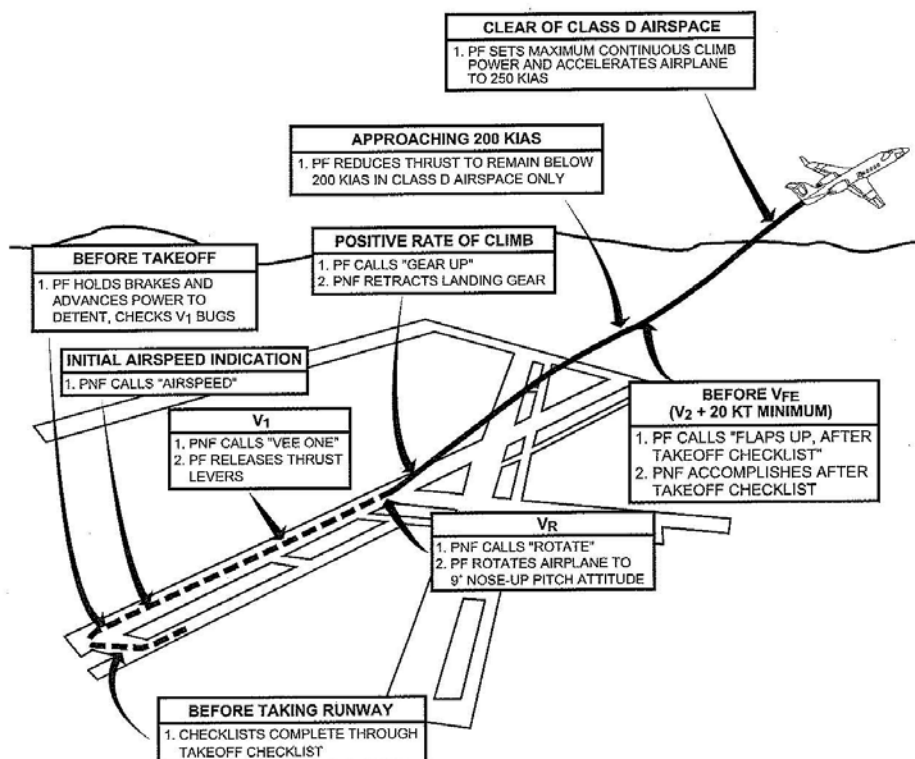 CLEAR OF CLASS D AIRSPACE
1. PF SETS MAXIMUM CONTINUOUS CLIMB
POWER AND ACCELERATES AIRPLANE
TO 250 KIAS
APPROACHING 200 KIAS
1. PF REDUCES THRUST TO REMAIN BELOW
200 KIAS IN CLASS D AIRSPACE ONLY
POSITIVE RATE OF CLIMB
1. PF CALLS "GEAR UP"
2. PNF RETRACTS LANDING GEAR
BEFORE TAKEOFF
1. PF HOLDS BRAKES AND
ADVANCES POWER TO
DETENT, CHECKS V1 BUGS
INITIAL AIRSPEED INDICATION
1. PNF CALLS "AIRSPEED"
V1
1. PNF CALLS "VEE ONE"
2. PF RELEASES THRUST
LEVERS
BEFORE VFE
(V2 + 20 KT MINIMUM)
1. PF CALLS "FLAPS UP, AFTER
TAKEOFF CHECKLIST"
2. PNF ACCOMPLISHES AFTER
TAKEOFF CHECKLIST
VR
1. PNF CALLS "ROTATE"
2. PF ROTATES AIRPLANE TO
9° NOSE-UP PITCH ATTITUDE
BEFORE TAKING RUNWAY
1. CHECKLISTS COMPLETE THROUGH
TAKEOFF CHECKLIST